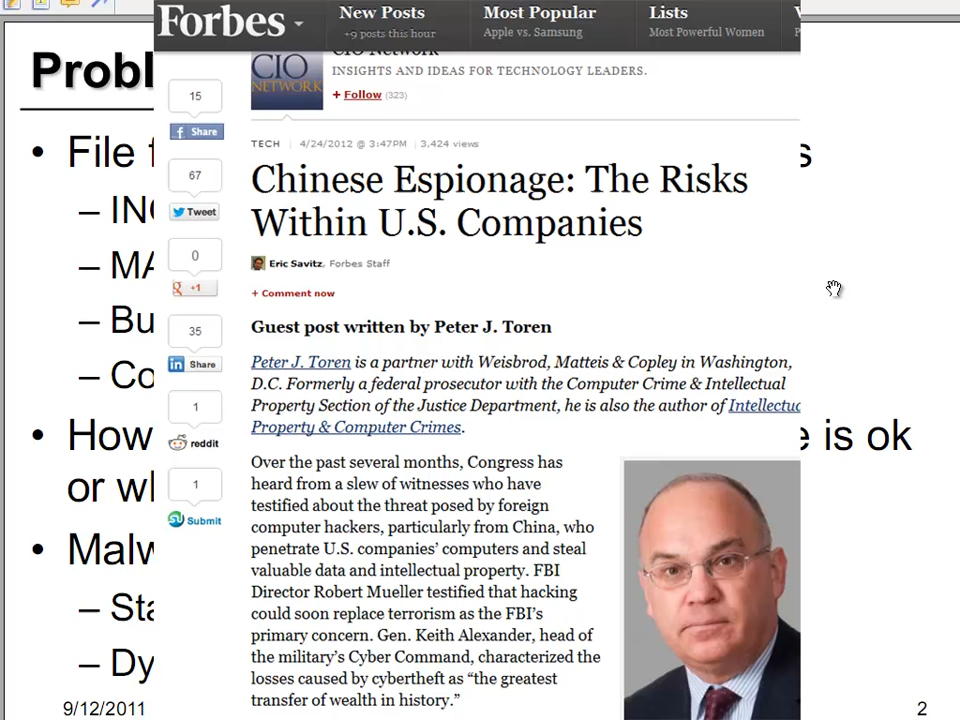 Forbes
New Posts
+9 posts this hour
Most Popular
Apple vs. Samsung
Lists
Most Powerful Women
CIO Network
INSIGHTS AND IDEAS FOR TECHNOLOGY LEADERS.
+ Follow (323)
CIO
NETWORK
15
Share
67
Tweet
0
+1
35
Share
1
reddit
1
Submit
TECH | 4/24/2012 @ 3:47PM | 3,424 views
Chinese Espionage: The Risks
Within U.S. Companies
Eric Savitz, Forbes Staff
+ Comment now
Guest post written by Peter J. Toren
Peter J. Toren is a partner with Weisbrod, Matteis & Copley in Washington,
D.C. Formerly a federal prosecutor with the Computer Crime & Intellectual
Property Section of the Justice Department, he is also the author of Intellectuc
Property & Computer Crimes.
Over the past several months, Congress has
heard from a slew of witnesses who have
testified about the threat posed by foreign
computer hackers, particularly from China, who
penetrate U.S. companies’ computers and steal
valuable data and intellectual property. FBI
Director Robert Mueller testified that hacking
could soon replace terrorism as the FBI’s
primary concern. Gen. Keith Alexander, head of
the military’s Cyber Command, characterized the
losses caused by cybertheft as “the greatest
transfer of wealth in history.”
Probl
• File
– IN
– MA
– Bu
– Co
• How
e is ok
or wh
• Malw
– Sta
– Dy
9/12/2011
2